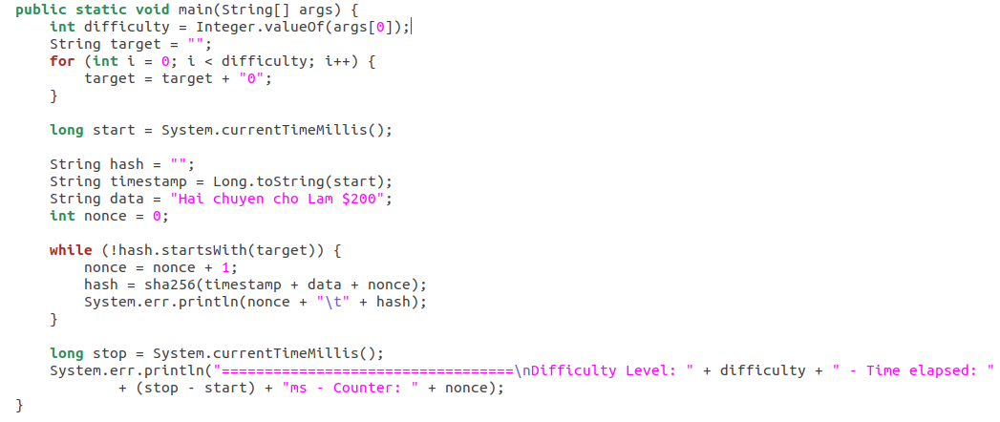 public static void main(String[] args) {
    int difficulty = Integer.valueOf(args[0]);
    String target = "";
    for (int i = 0; i < difficulty; i++) {
        target = target + "0";
    }

    long start = System.currentTimeMillis();

    String hash = "";
    String timestamp = Long.toString(start);
    String data = "Hai chuyen cho Lam $200";
    int nonce = 0;

    while (!hash.startsWith(target)) {
        nonce = nonce + 1;
        hash = sha256(timestamp + data + nonce);
        System.err.println(nonce + "\t" + hash);
    }

    long stop = System.currentTimeMillis();
    System.err.println("==================================\nDifficulty Level: " + difficulty + " - Time elapsed: "
            + (stop - start) + "ms - Counter: " + nonce);
}